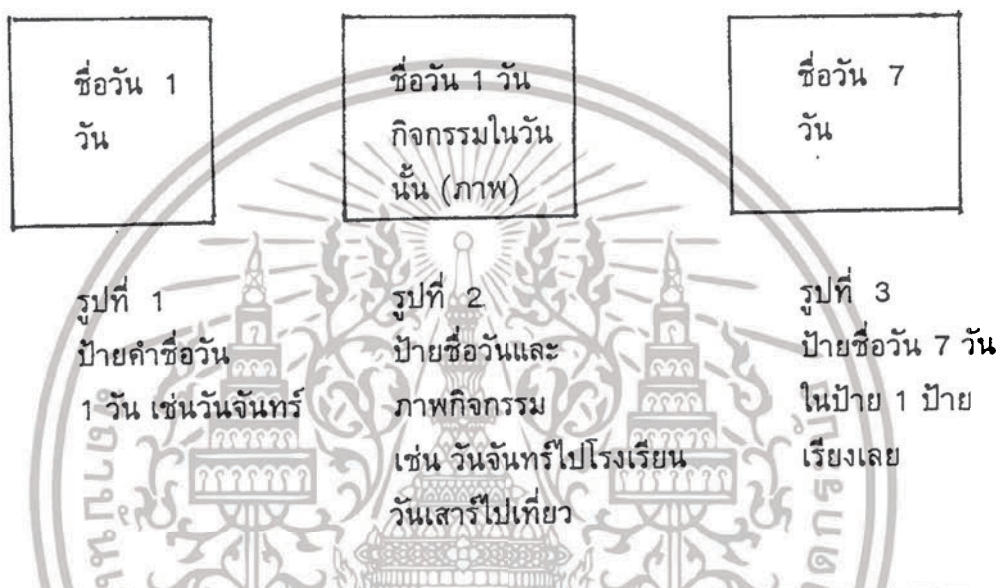 ชื่อวัน 1
วัน
ชื่อวัน 1 วัน
กิจกรรมในวัน
นั้น (ภาพ)
ชื่อวัน 7
วัน
รูปที่ 1
ป้ายคำชื่อวัน
1 วัน เช่นวันจันทร์
รูปที่ 2
ป้ายชื่อวันและ
ภาพกิจกรรม
เช่น วันจันทร์ไปโรงเรียน
วันเสาร์ไปเที่ยว
รูปที่ 3
ป้ายชื่อวัน 7 วัน
ในป้าย 1 ป้าย
เรียงเลย